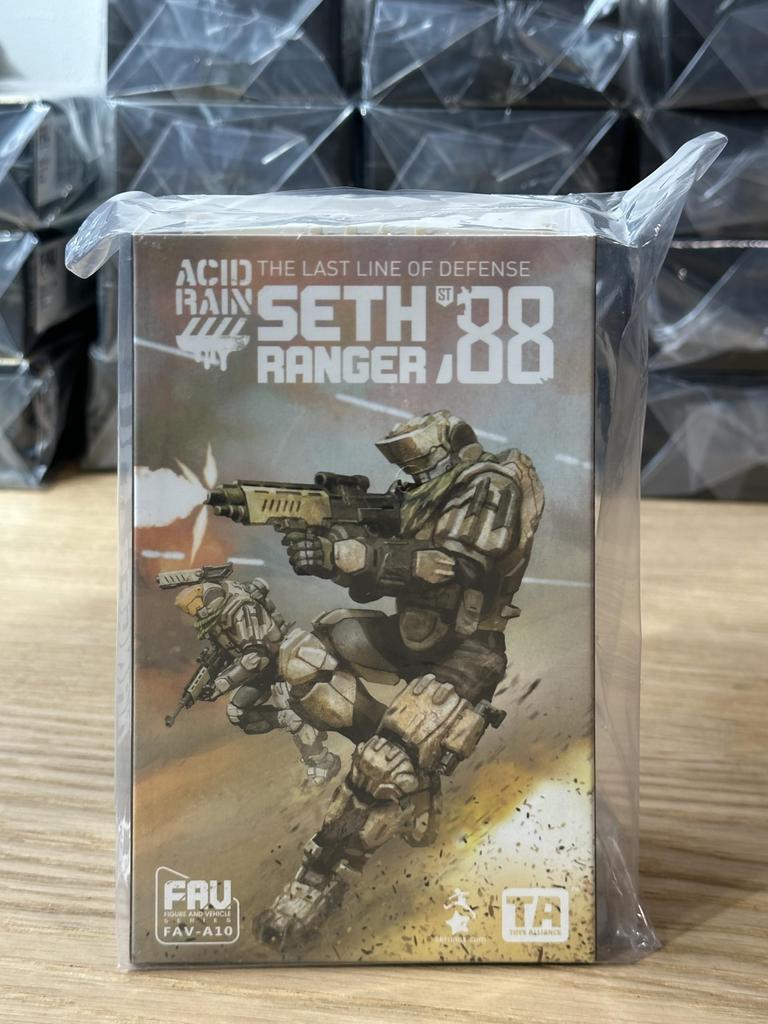 ACID RAIN
THE LAST LINE OF DEFENSE
SETH ST '88
RANGER
FAV
FIGURE AND VEHICLE
SERIES
FAV-A10
TA
TOYS ALLIANCE